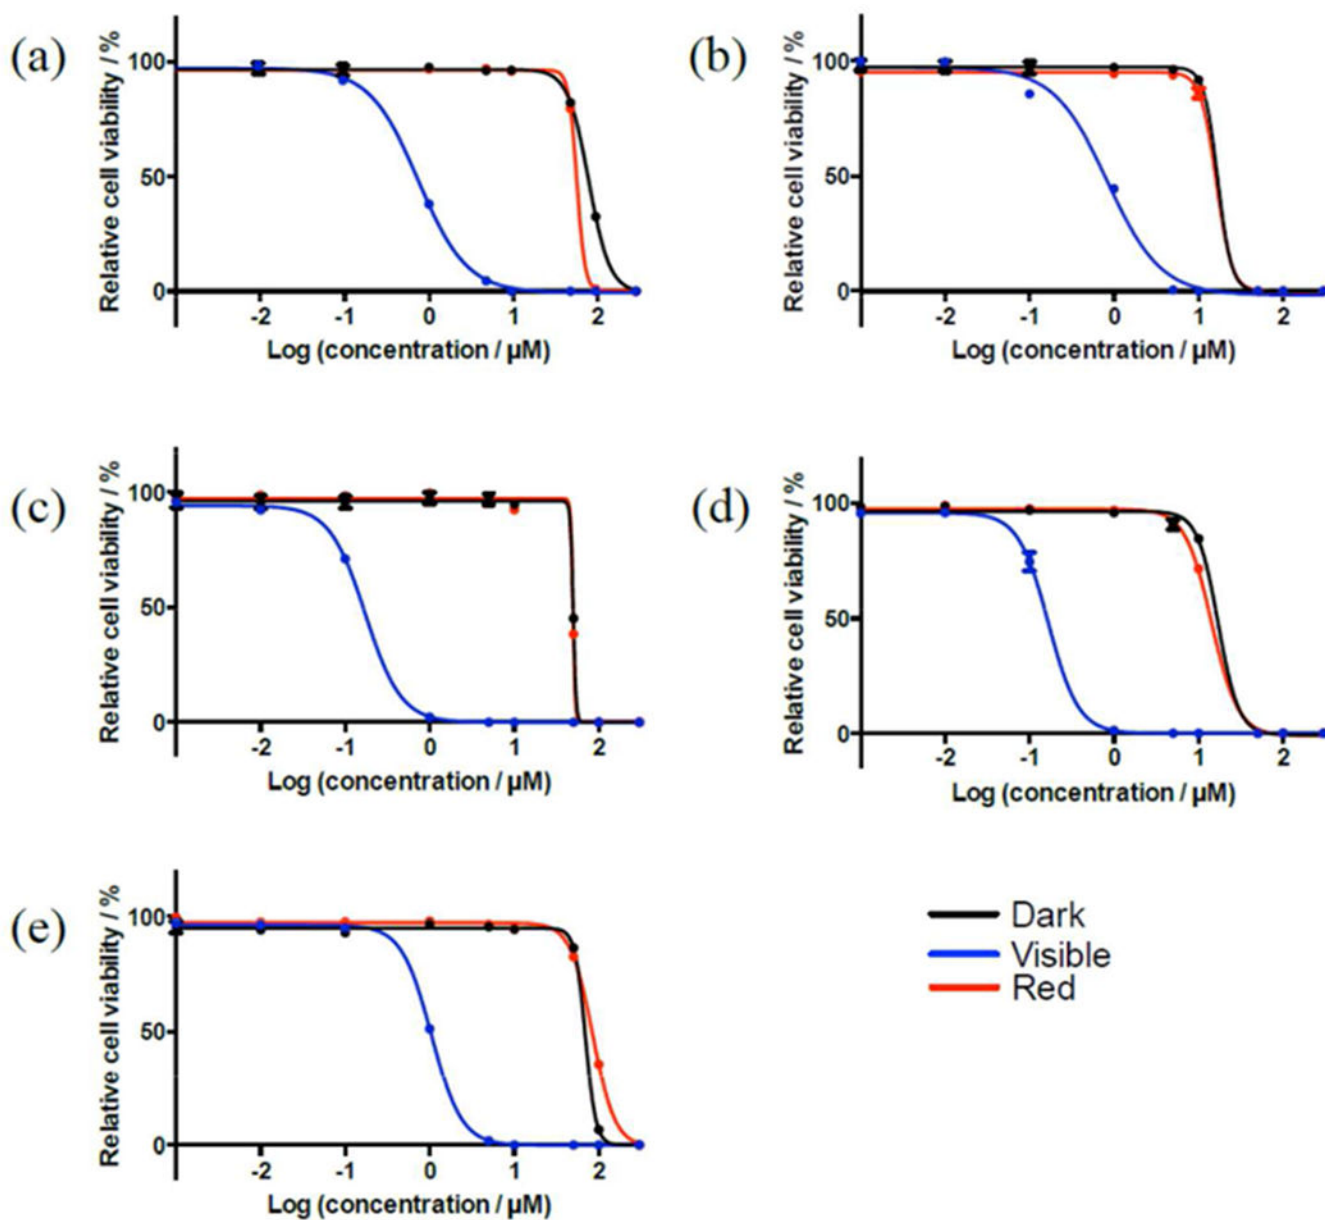 (a)
Relative cell viability / %
100
50
0
-2 -1 0 1 2
Log (concentration / µM)
(b)
Relative cell viability / %
100
50
0
-2 -1 0 1 2
Log (concentration / µM)
(c)
Relative cell viability / %
100
50
0
-2 -1 0 1 2
Log (concentration / µM)
(d)
Relative cell viability / %
100
50
0
-2 -1 0 1 2
Log (concentration / µM)
(e)
Relative cell viability / %
100
50
0
-2 -1 0 1 2
Log (concentration / µM)
Dark
Visible
Red